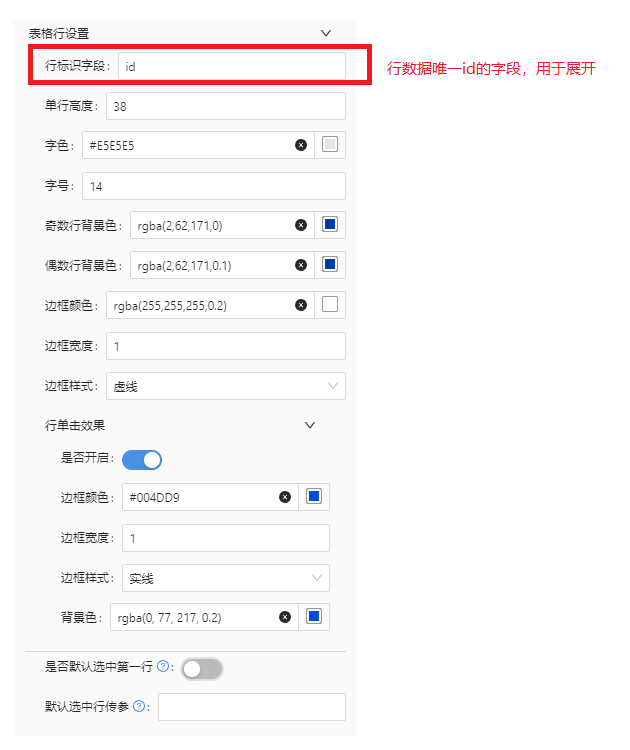 表格行设置
行标识字段: id
行数据唯一id的字段，用于展开
单行高度: 38
字色: #E5E5E5
字号: 14
奇数行背景色: rgba(2,62,171,0)
偶数行背景色: rgba(2,62,171,0.1)
边框颜色: rgba(255,255,255,0.2)
边框宽度: 1
边框样式: 虚线
行单击效果
是否开启:
边框颜色: #004DD9
边框宽度: 1
边框样式: 实线
背景色: rgba(0, 77, 217, 0.2)
是否默认选中第一行 ?:
默认选中行传参 ?: